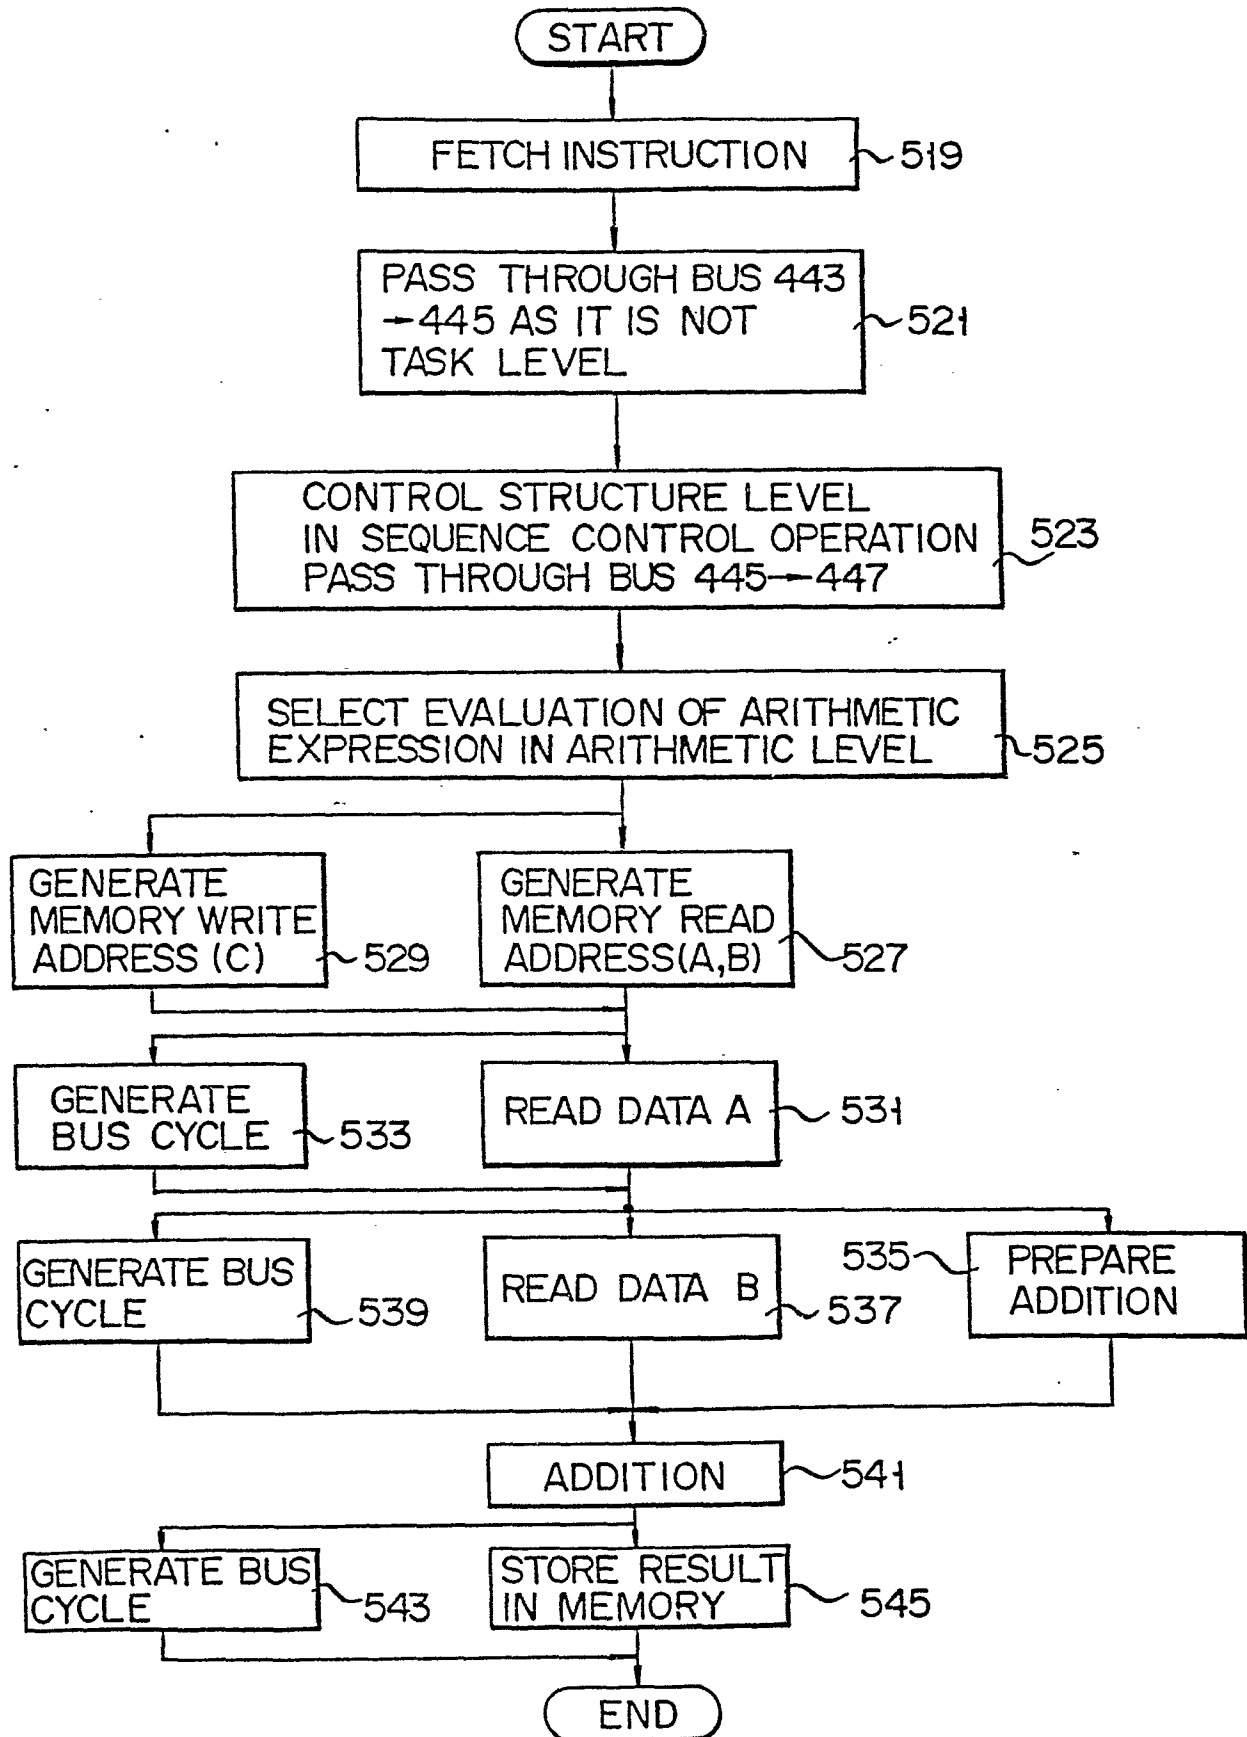 START
FETCH INSTRUCTION
519
PASS THROUGH BUS 443
→445 AS IT IS NOT
TASK LEVEL
521
CONTROL STRUCTURE LEVEL
IN SEQUENCE CONTROL OPERATION
PASS THROUGH BUS 445→447
523
SELECT EVALUATION OF ARITHMETIC
EXPRESSION IN ARITHMETIC LEVEL
525
GENERATE
MEMORY WRITE
ADDRESS (C)
529
GENERATE
MEMORY READ
ADDRESS(A,B)
527
GENERATE
BUS CYCLE
533
READ DATA A
531
GENERATE BUS
CYCLE
539
READ DATA B
537
535
PREPARE
ADDITION
ADDITION
541
GENERATE BUS
CYCLE
543
STORE RESULT
IN MEMORY
545
END